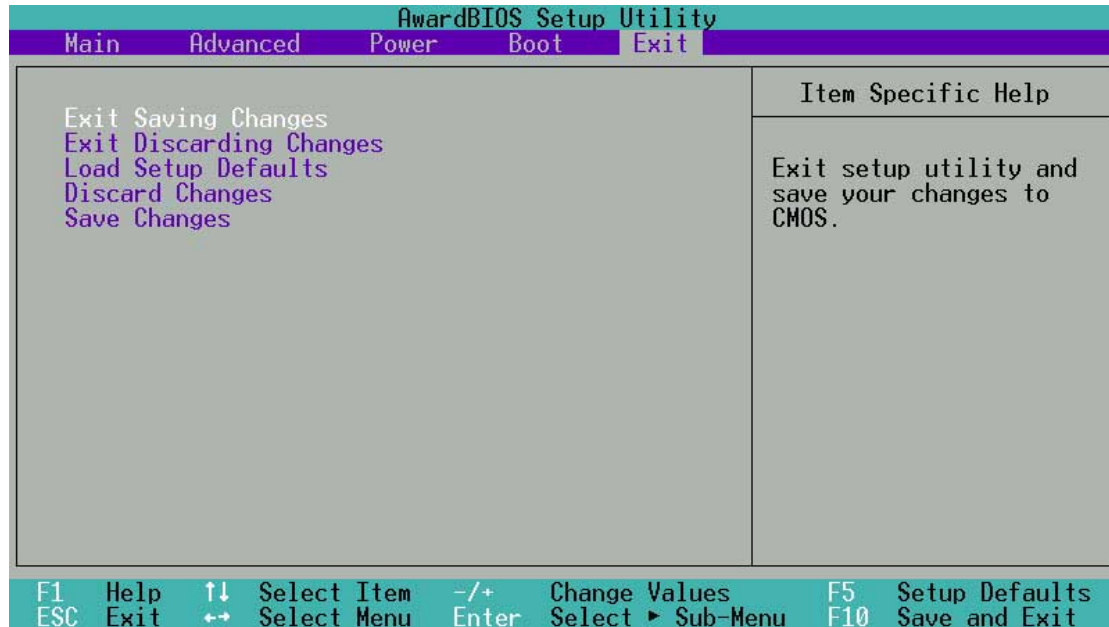 AwardBIOS Setup Utility
Main Advanced Power Boot Exit
Exit Saving Changes
Exit Discarding Changes
Load Setup Defaults
Discard Changes
Save Changes
Item Specific Help
Exit setup utility and
save your changes to
CMOS.
F1 Help ↑↓ Select Item -/+ Change Values F5 Setup Defaults
ESC Exit ←→ Select Menu Enter Select ► Sub-Menu F10 Save and Exit